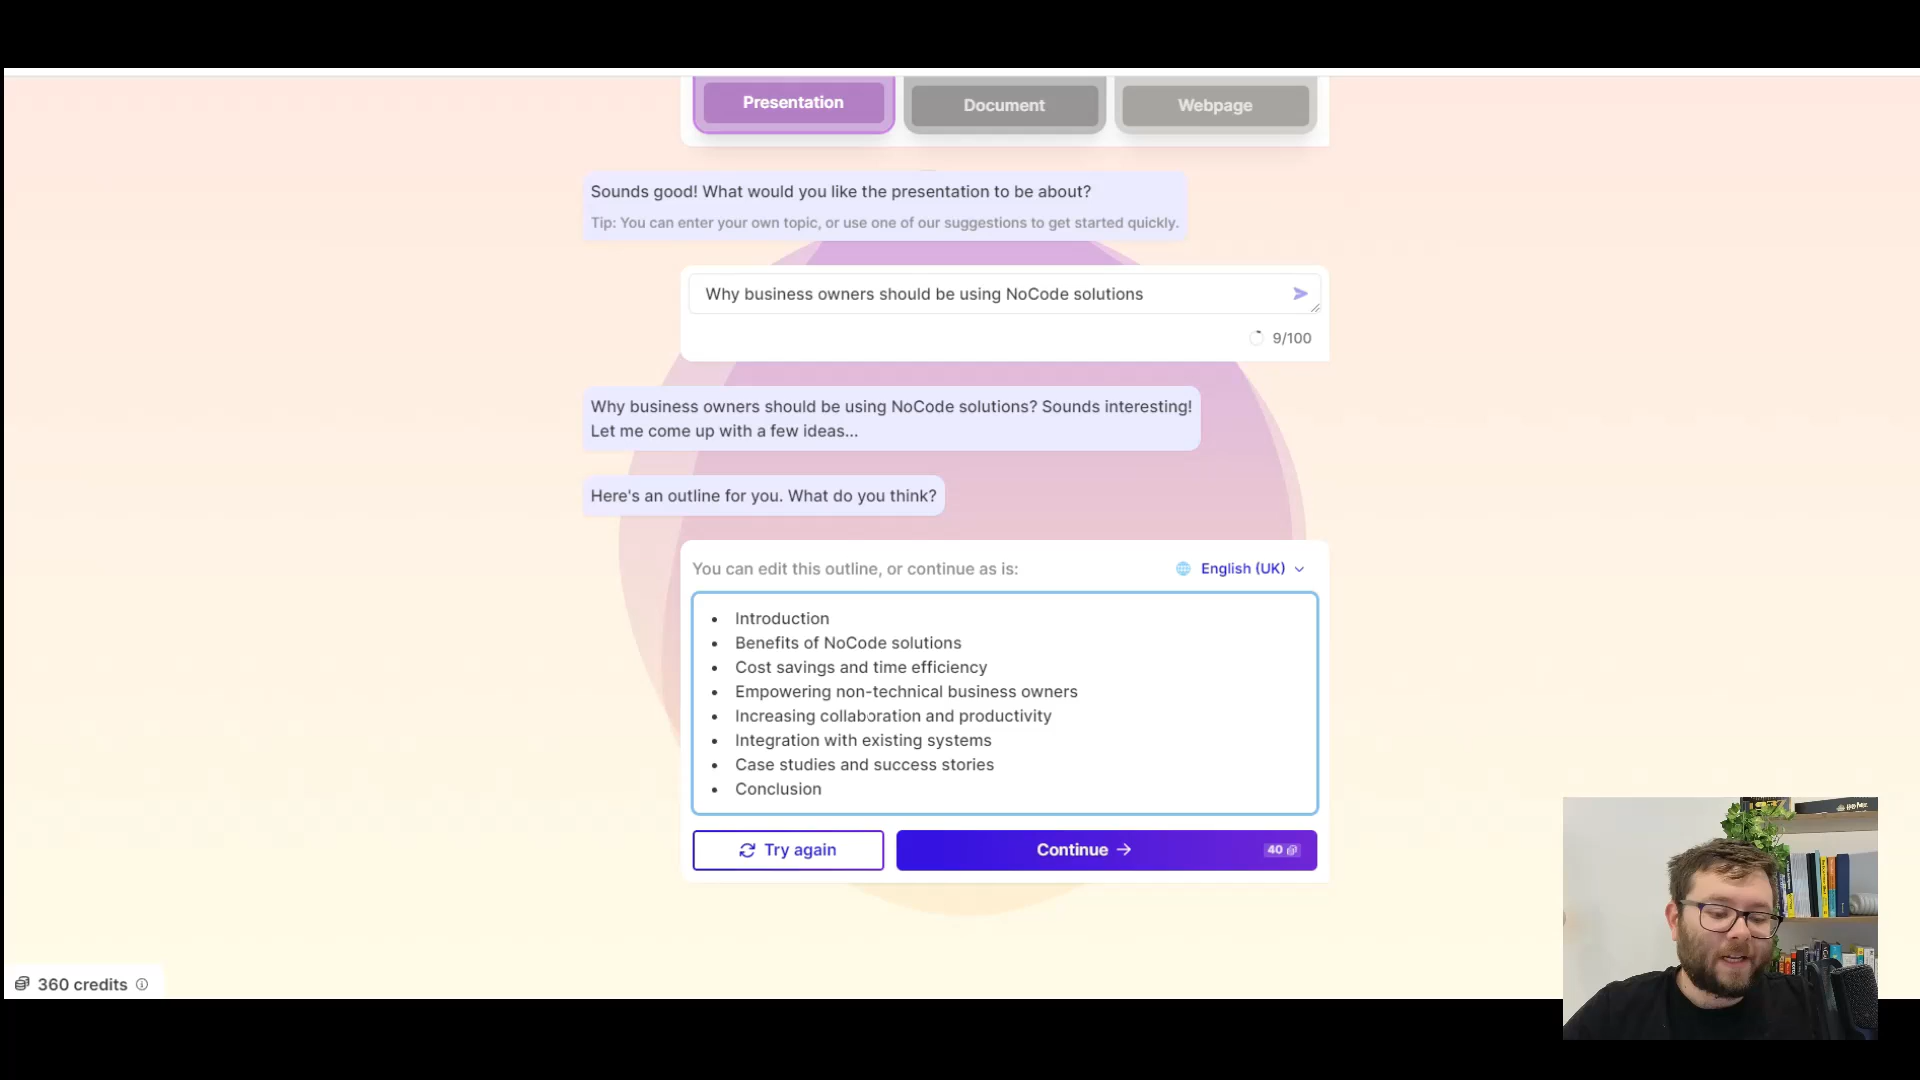 Presentation
Document
Webpage
Sounds good! What would you like the presentation to be about?
Tip: You can enter your own topic, or use one of our suggestions to get started quickly.
Why business owners should be using NoCode solutions
9/100
Why business owners should be using NoCode solutions? Sounds interesting!
Let me come up with a few ideas...
Here's an outline for you. What do you think?
You can edit this outline, or continue as is:
English (UK)
• Introduction
• Benefits of NoCode solutions
• Cost savings and time efficiency
• Empowering non-technical business owners
• Increasing collaboration and productivity
• Integration with existing systems
• Case studies and success stories
• Conclusion
Try again
Continue →
40
360 credits